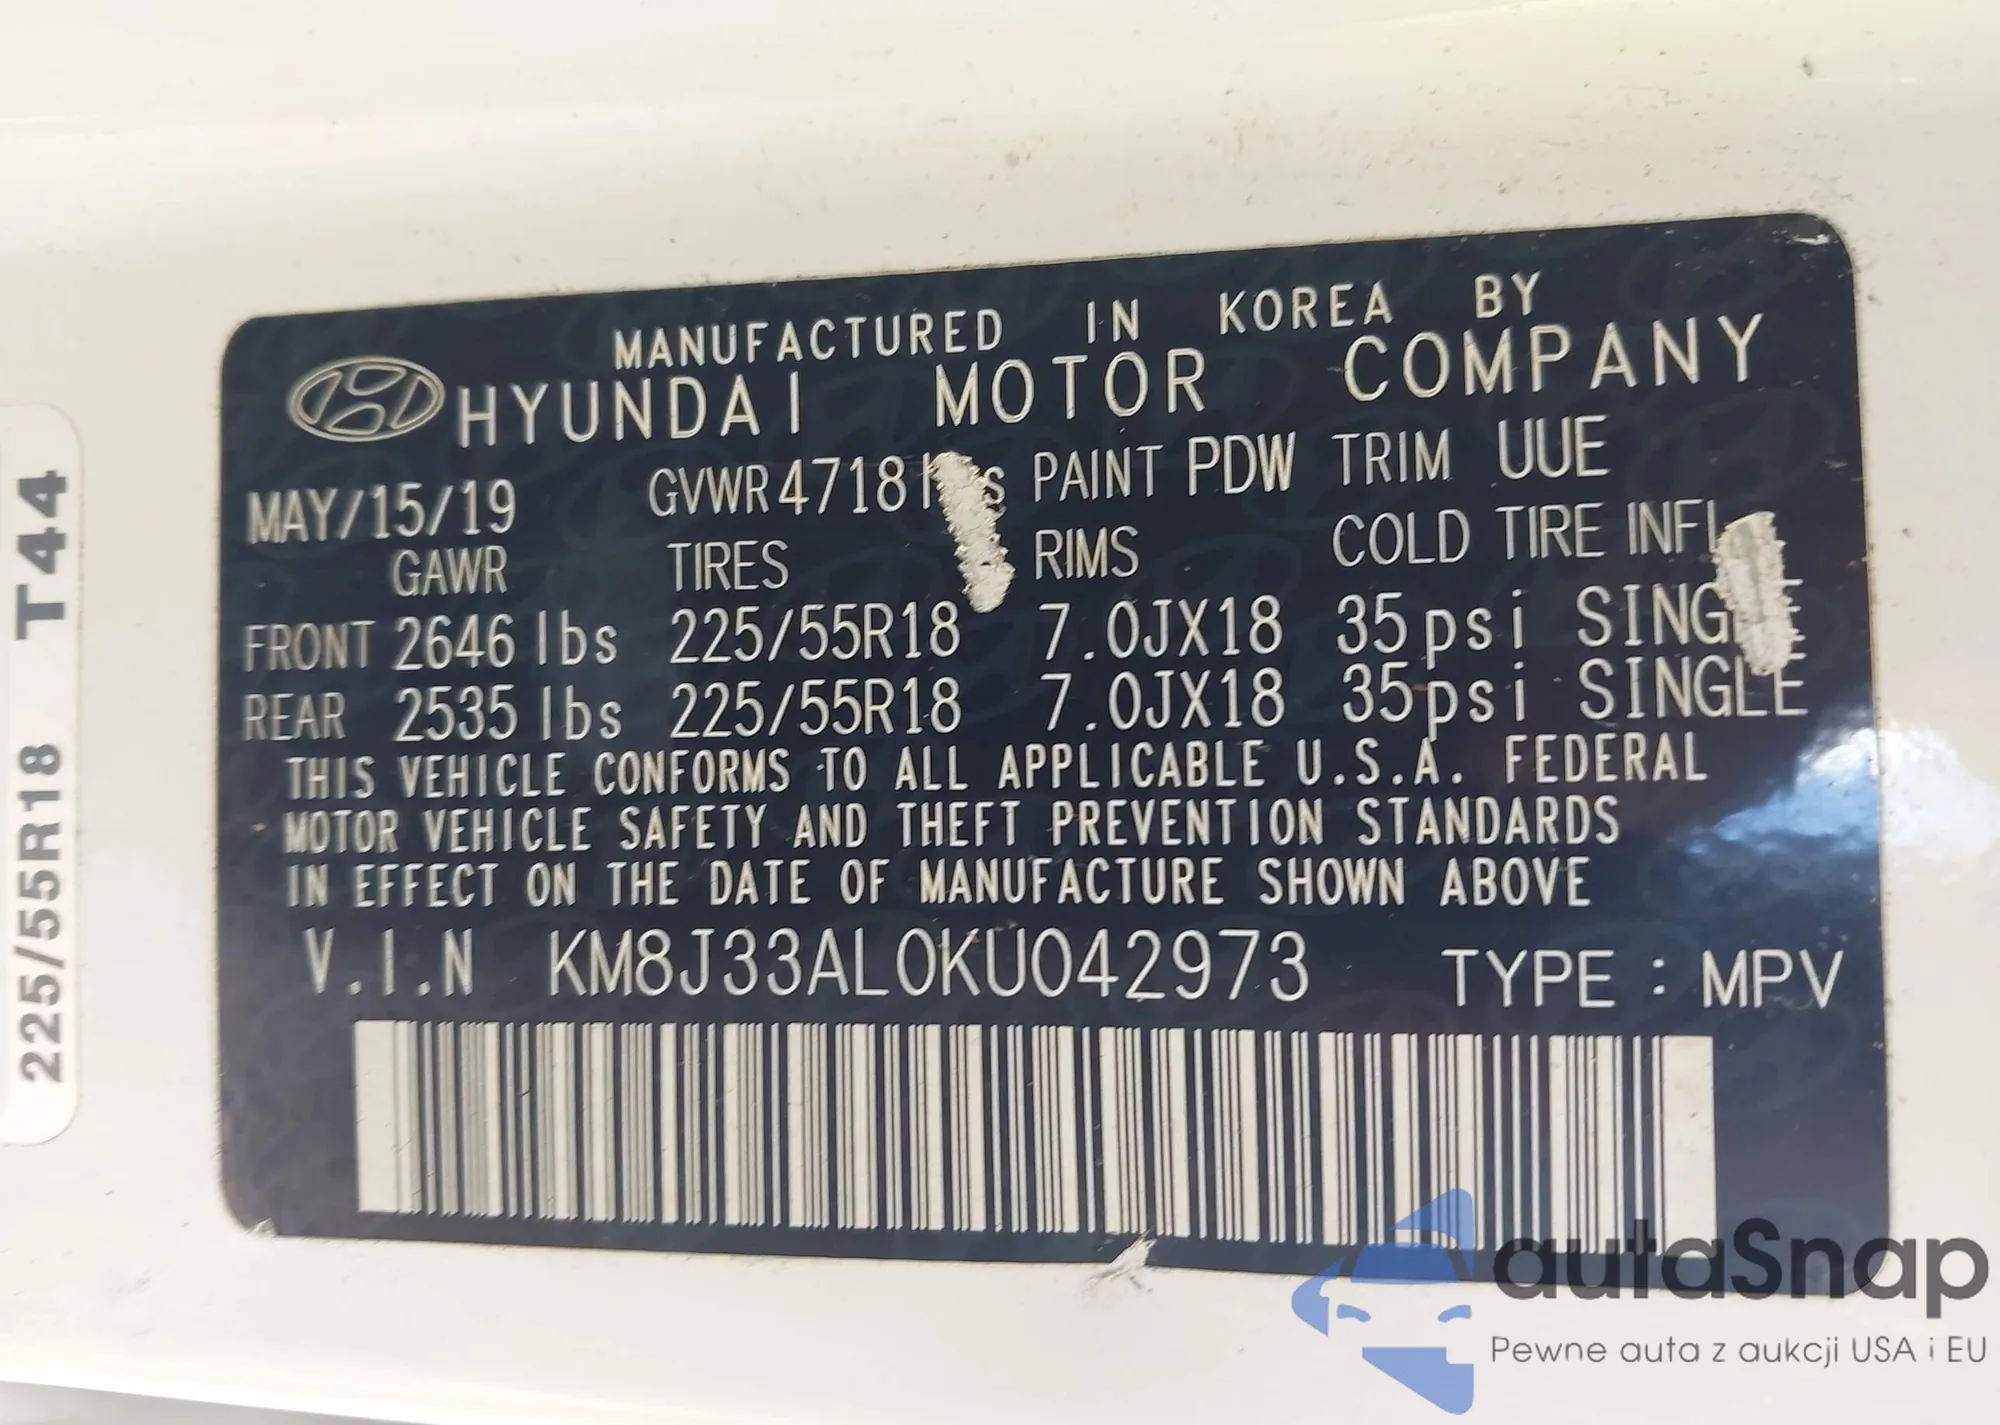 MANUFACTURED IN KOREA BY
HYUNDAI MOTOR COMPANY
MAY/15/19 GVWR 4718 lbs PAINT PDW TRIM UUE
GAWR TIRES RIMS COLD TIRE INFL
FRONT 2646 lbs 225/55R18 7.0JX18 35psi SINGLE
REAR 2535 lbs 225/55R18 7.0JX18 35psi SINGLE
THIS VEHICLE CONFORMS TO ALL APPLICABLE U.S.A. FEDERAL
MOTOR VEHICLE SAFETY AND THEFT PREVENTION STANDARDS
IN EFFECT ON THE DATE OF MANUFACTURE SHOWN ABOVE
V.I.N KM8J33AL0KU042973 TYPE : MPV
225/55R18 T44
autaSnap
Pewne auta z aukcji USA i EU